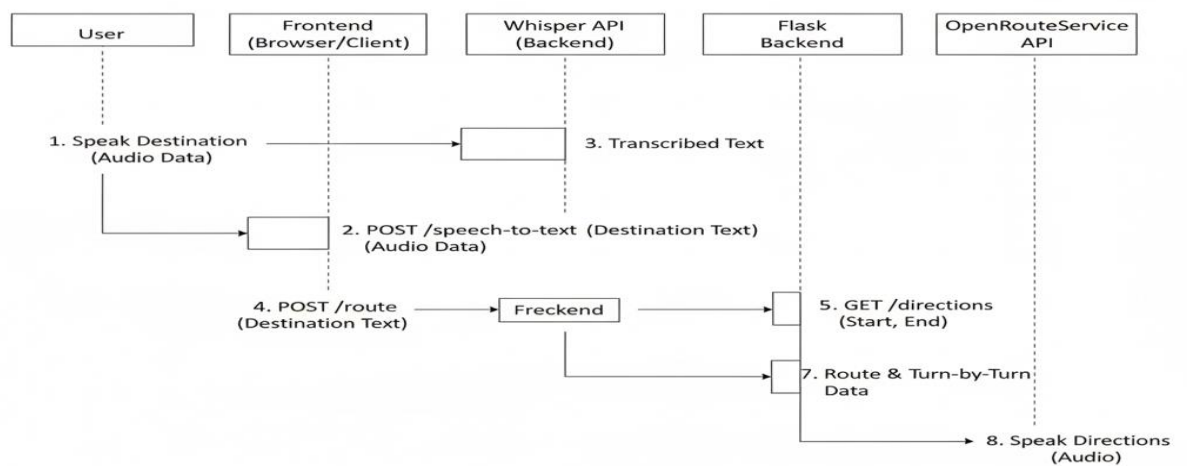 User
Frontend
(Browser/Client)
Whisper API
(Backend)
Flask
Backend
OpenRouteService
API
1. Speak Destination
(Audio Data)
3. Transcribed Text
2. POST /speech-to-text (Destination Text)
(Audio Data)
4. POST /route
(Destination Text)
Freckend
5. GET /directions
(Start, End)
7. Route & Turn-by-Turn
Data
8. Speak Directions
(Audio)